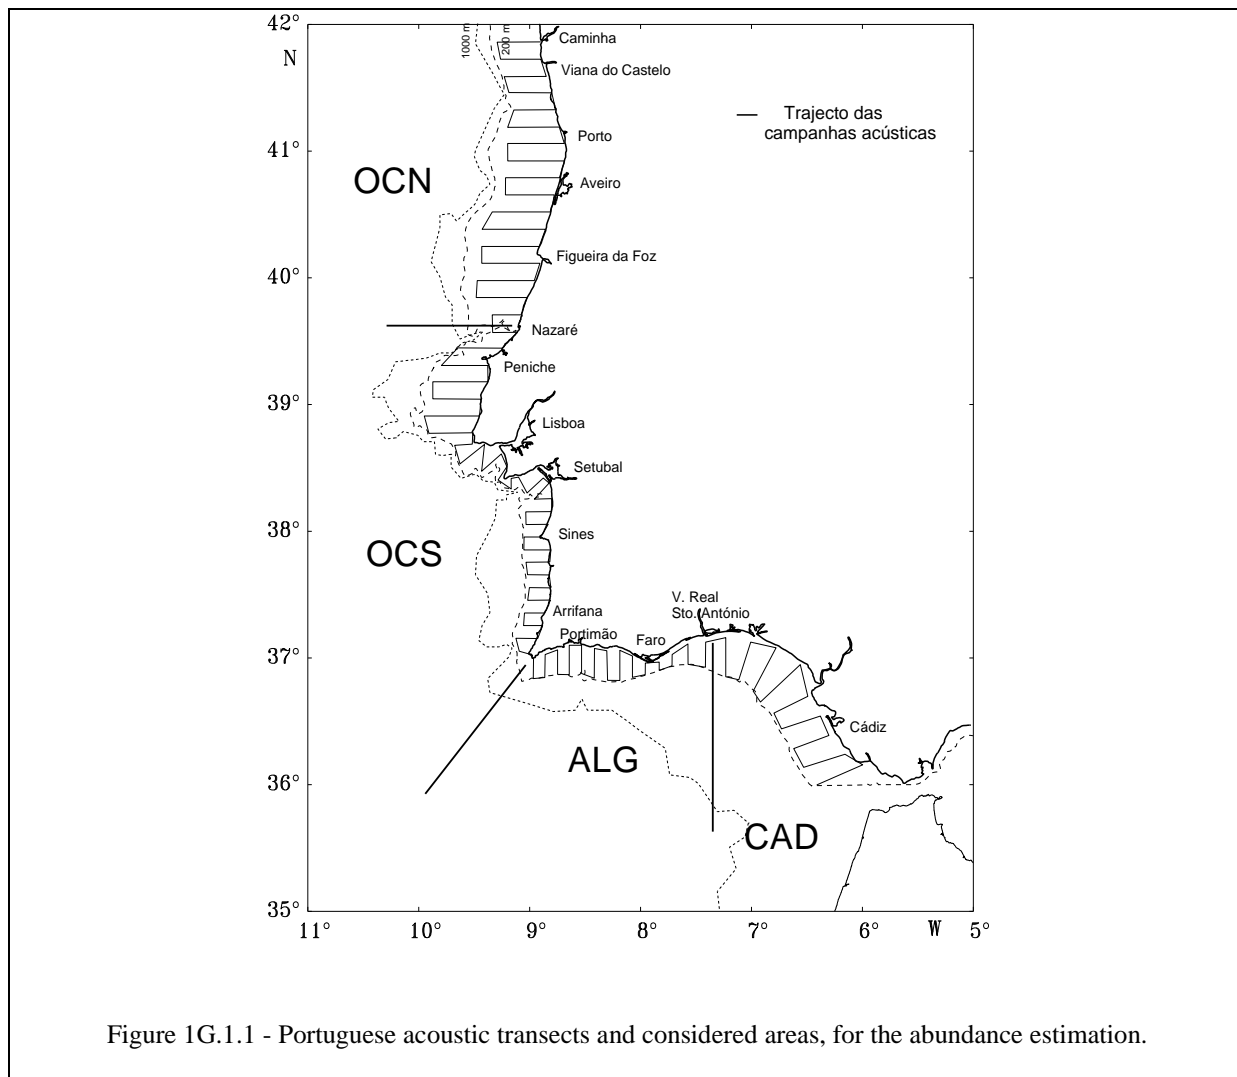 42°
N
1000 m
200 m
Caminha
Viana do Castelo
Trajecto das
campanhas acústicas
Porto
41°
OCN
Aveiro
Figueira da Foz
40°
Nazaré
Peniche
39°
Lisboa
Setubal
38°
Sines
OCS
V. Real
Sto. António
Arrifana
Portimão
Faro
37°
Cádiz
ALG
36°
CAD
35°
11°
10°
9°
8°
7°
6°
W
5°
Figure 1G.1.1 - Portuguese acoustic transects and considered areas, for the abundance estimation.